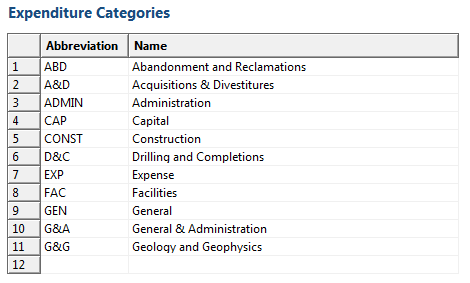 Expenditure Categories
Abbreviation Name
1 ABD Abandonment and Reclamations
2 A&D Acquisitions & Divestitures
3 ADMIN Administration
4 CAP Capital
5 CONST Construction
6 D&C Drilling and Completions
7 EXP Expense
8 FAC Facilities
9 GEN General
10 G&A General & Administration
11 G&G Geology and Geophysics
12